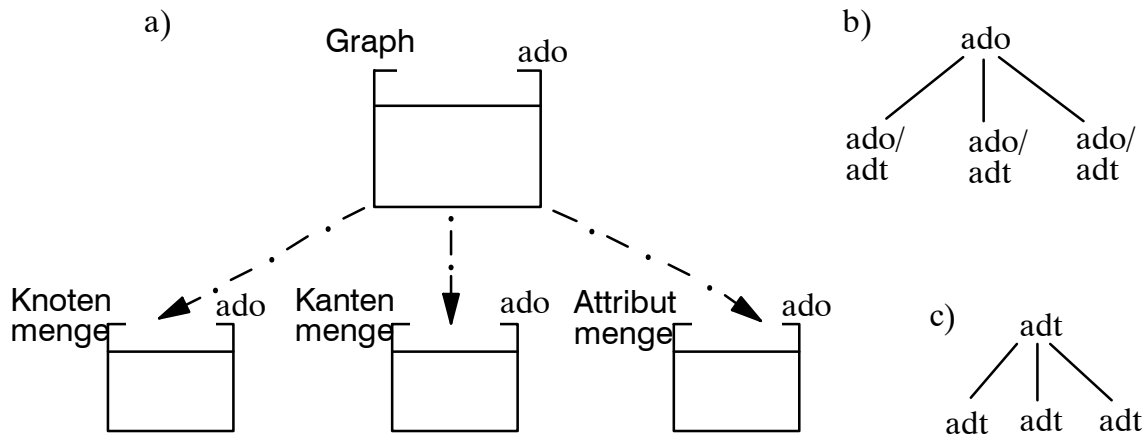 a)
Graph
ado
Knoten
menge
ado
Kanten
menge
ado
Attribut
menge
ado
b)
ado
ado/
adt
ado/
adt
ado/
adt
c)
adt
adt
adt
adt